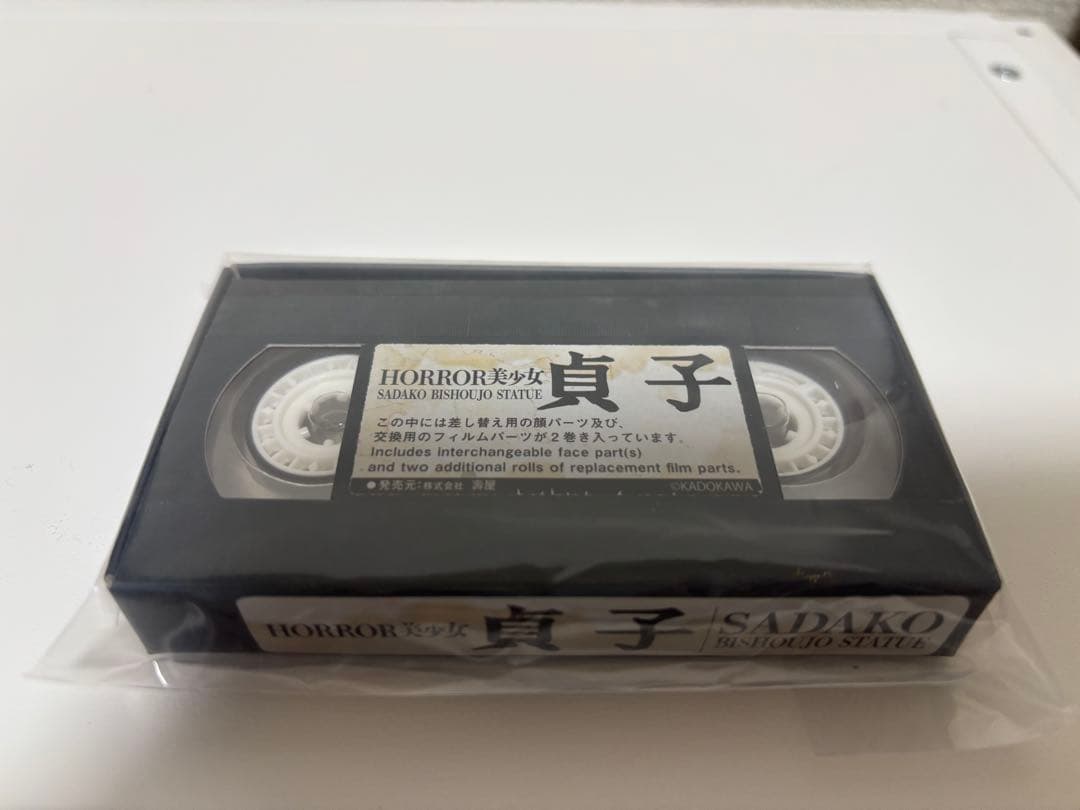 HORROR美少女 貞子
SADAKO BISHOUJO STATUE
この中には差し替え用の顔パーツ及び、
交換用のフィルムパーツが2巻き入っています。
Includes interchangeable face part(s)
and two additional rolls of replacement film parts.
●発売元:株式会社 壽屋 ©KADOKAWA
HORROR美少女 貞子 SADAKO
BISHOUJO STATUE